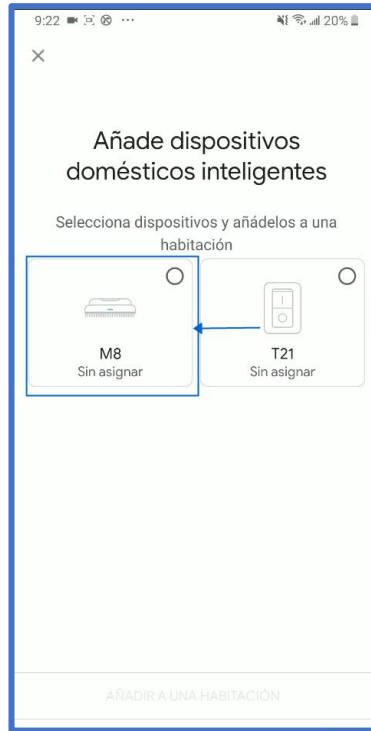 9:22 ...
20%
Añade dispositivos
domésticos inteligentes
Selecciona dispositivos y añádelos a una
habitación
M8
Sin asignar
T21
Sin asignar
AÑADIR A UNA HABITACIÓN